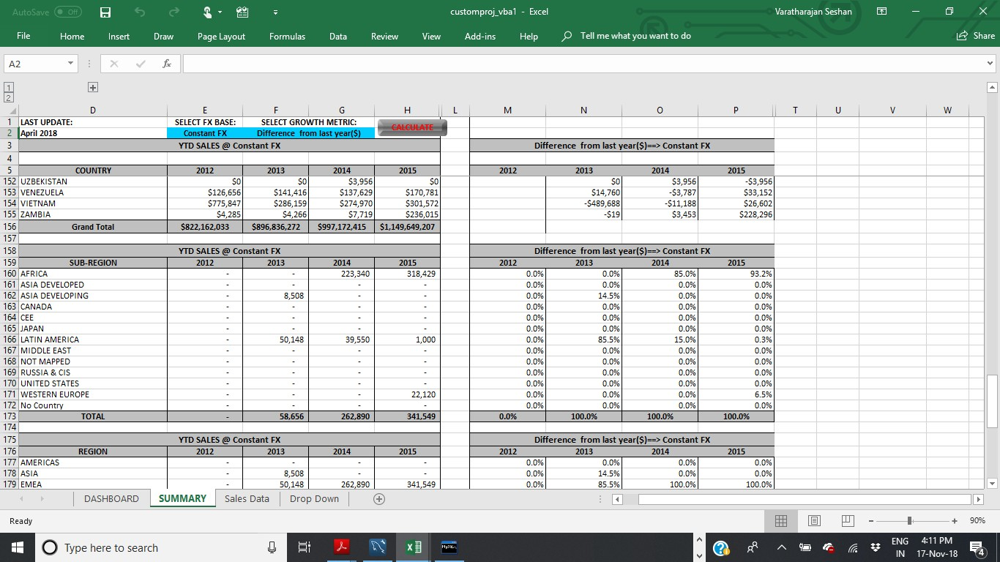 AutoSave Off customproj_vba1 - Excel Varatharajan Seshan
File Home Insert Draw Page Layout Formulas Data Review View Add-ins Help Tell me what you want to do Share
A2 fx
1
2
D E F G H L M N O P T U V W
1 LAST UPDATE: SELECT FX BASE: SELECT GROWTH METRIC: CALCULATE
2 April 2018 Constant FX Difference from last year($)
3 YTD SALES @ Constant FX Difference from last year($)==> Constant FX
4
5 COUNTRY 2012 2013 2014 2015 2012 2013 2014 2015
152 UZBEKISTAN $0 $0 $3,956 $0 $0 $3,956 -$3,956
153 VENEZUELA $126,656 $141,416 $137,629 $170,781 $14,760 -$3,787 $33,152
154 VIETNAM $775,847 $286,159 $274,970 $301,572 -$489,688 -$11,188 $26,602
155 ZAMBIA $4,285 $4,266 $7,719 $236,015 -$19 $3,453 $228,296
156 Grand Total $822,162,033 $896,836,272 $997,172,415 $1,149,649,207
157
158 YTD SALES @ Constant FX Difference from last year($)==> Constant FX
159 SUB-REGION 2012 2013 2014 2015 2012 2013 2014 2015
160 AFRICA - - 223,340 318,429 0.0% 0.0% 85.0% 93.2%
161 ASIA DEVELOPED - - - - 0.0% 0.0% 0.0% 0.0%
162 ASIA DEVELOPING - 8,508 - - 0.0% 14.5% 0.0% 0.0%
163 CANADA - - - - 0.0% 0.0% 0.0% 0.0%
164 CEE - - - - 0.0% 0.0% 0.0% 0.0%
165 JAPAN - - - - 0.0% 0.0% 0.0% 0.0%
166 LATIN AMERICA - 50,148 39,550 1,000 0.0% 85.5% 15.0% 0.3%
167 MIDDLE EAST - - - - 0.0% 0.0% 0.0% 0.0%
168 NOT MAPPED - - - - 0.0% 0.0% 0.0% 0.0%
169 RUSSIA & CIS - - - - 0.0% 0.0% 0.0% 0.0%
170 UNITED STATES - - - - 0.0% 0.0% 0.0% 0.0%
171 WESTERN EUROPE - - - 22,120 0.0% 0.0% 0.0% 6.5%
172 No Country - - - - 0.0% 0.0% 0.0% 0.0%
173 TOTAL - 58,656 262,890 341,549 0.0% 100.0% 100.0% 100.0%
174
175 YTD SALES @ Constant FX Difference from last year($)==> Constant FX
176 REGION 2012 2013 2014 2015 2012 2013 2014 2015
177 AMERICAS - - - - 0.0% 0.0% 0.0% 0.0%
178 ASIA - 8,508 - - 0.0% 14.5% 0.0% 0.0%
179 EMEA - 50,148 262,890 341,549 0.0% 85.5% 100.0% 100.0%
DASHBOARD SUMMARY Sales Data Drop Down
Ready 90%
Type here to search MySQL ENG 4:11 PM
IN 17-Nov-18 4